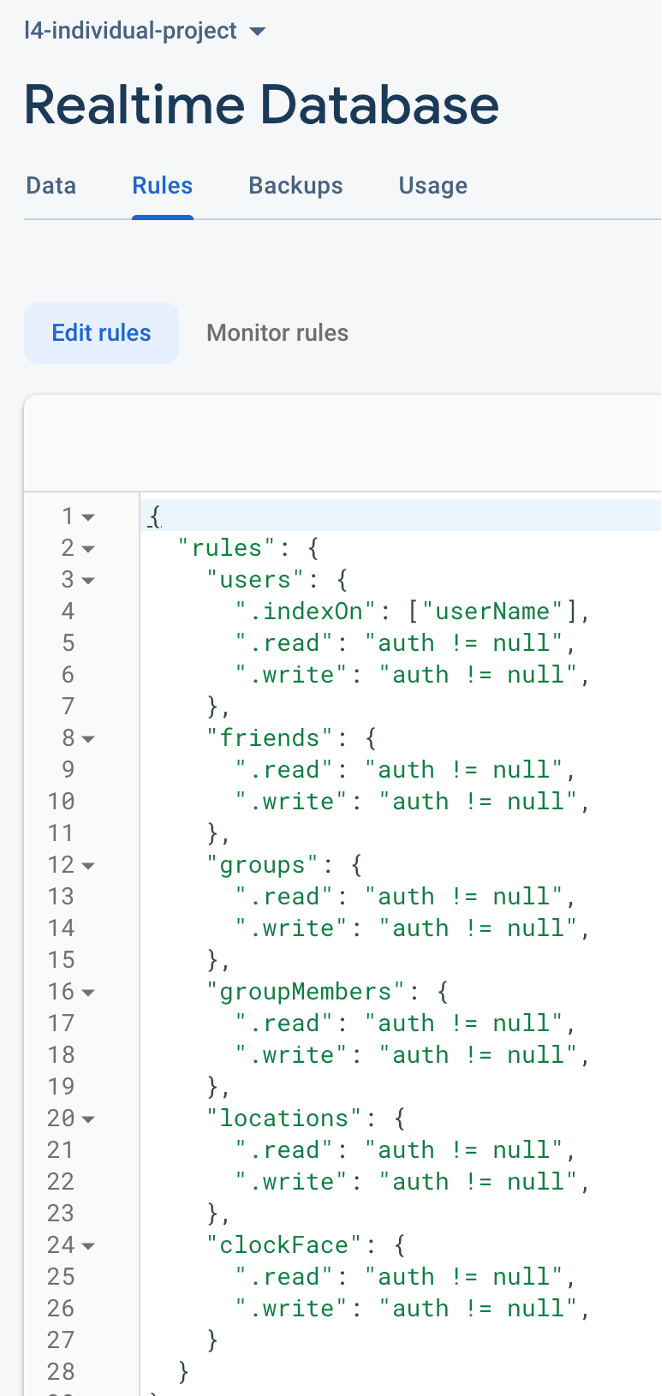 l4-individual-project
Realtime Database
Data Rules Backups Usage
Edit rules Monitor rules
1 {
2 "rules": {
3 "users": {
4 ".indexOn": ["userName"],
5 ".read": "auth != null",
6 ".write": "auth != null",
7 },
8 "friends": {
9 ".read": "auth != null",
10 ".write": "auth != null",
11 },
12 "groups": {
13 ".read": "auth != null",
14 ".write": "auth != null",
15 },
16 "groupMembers": {
17 ".read": "auth != null",
18 ".write": "auth != null",
19 },
20 "locations": {
21 ".read": "auth != null",
22 ".write": "auth != null",
23 },
24 "clockFace": {
25 ".read": "auth != null",
26 ".write": "auth != null",
27 }
28 }